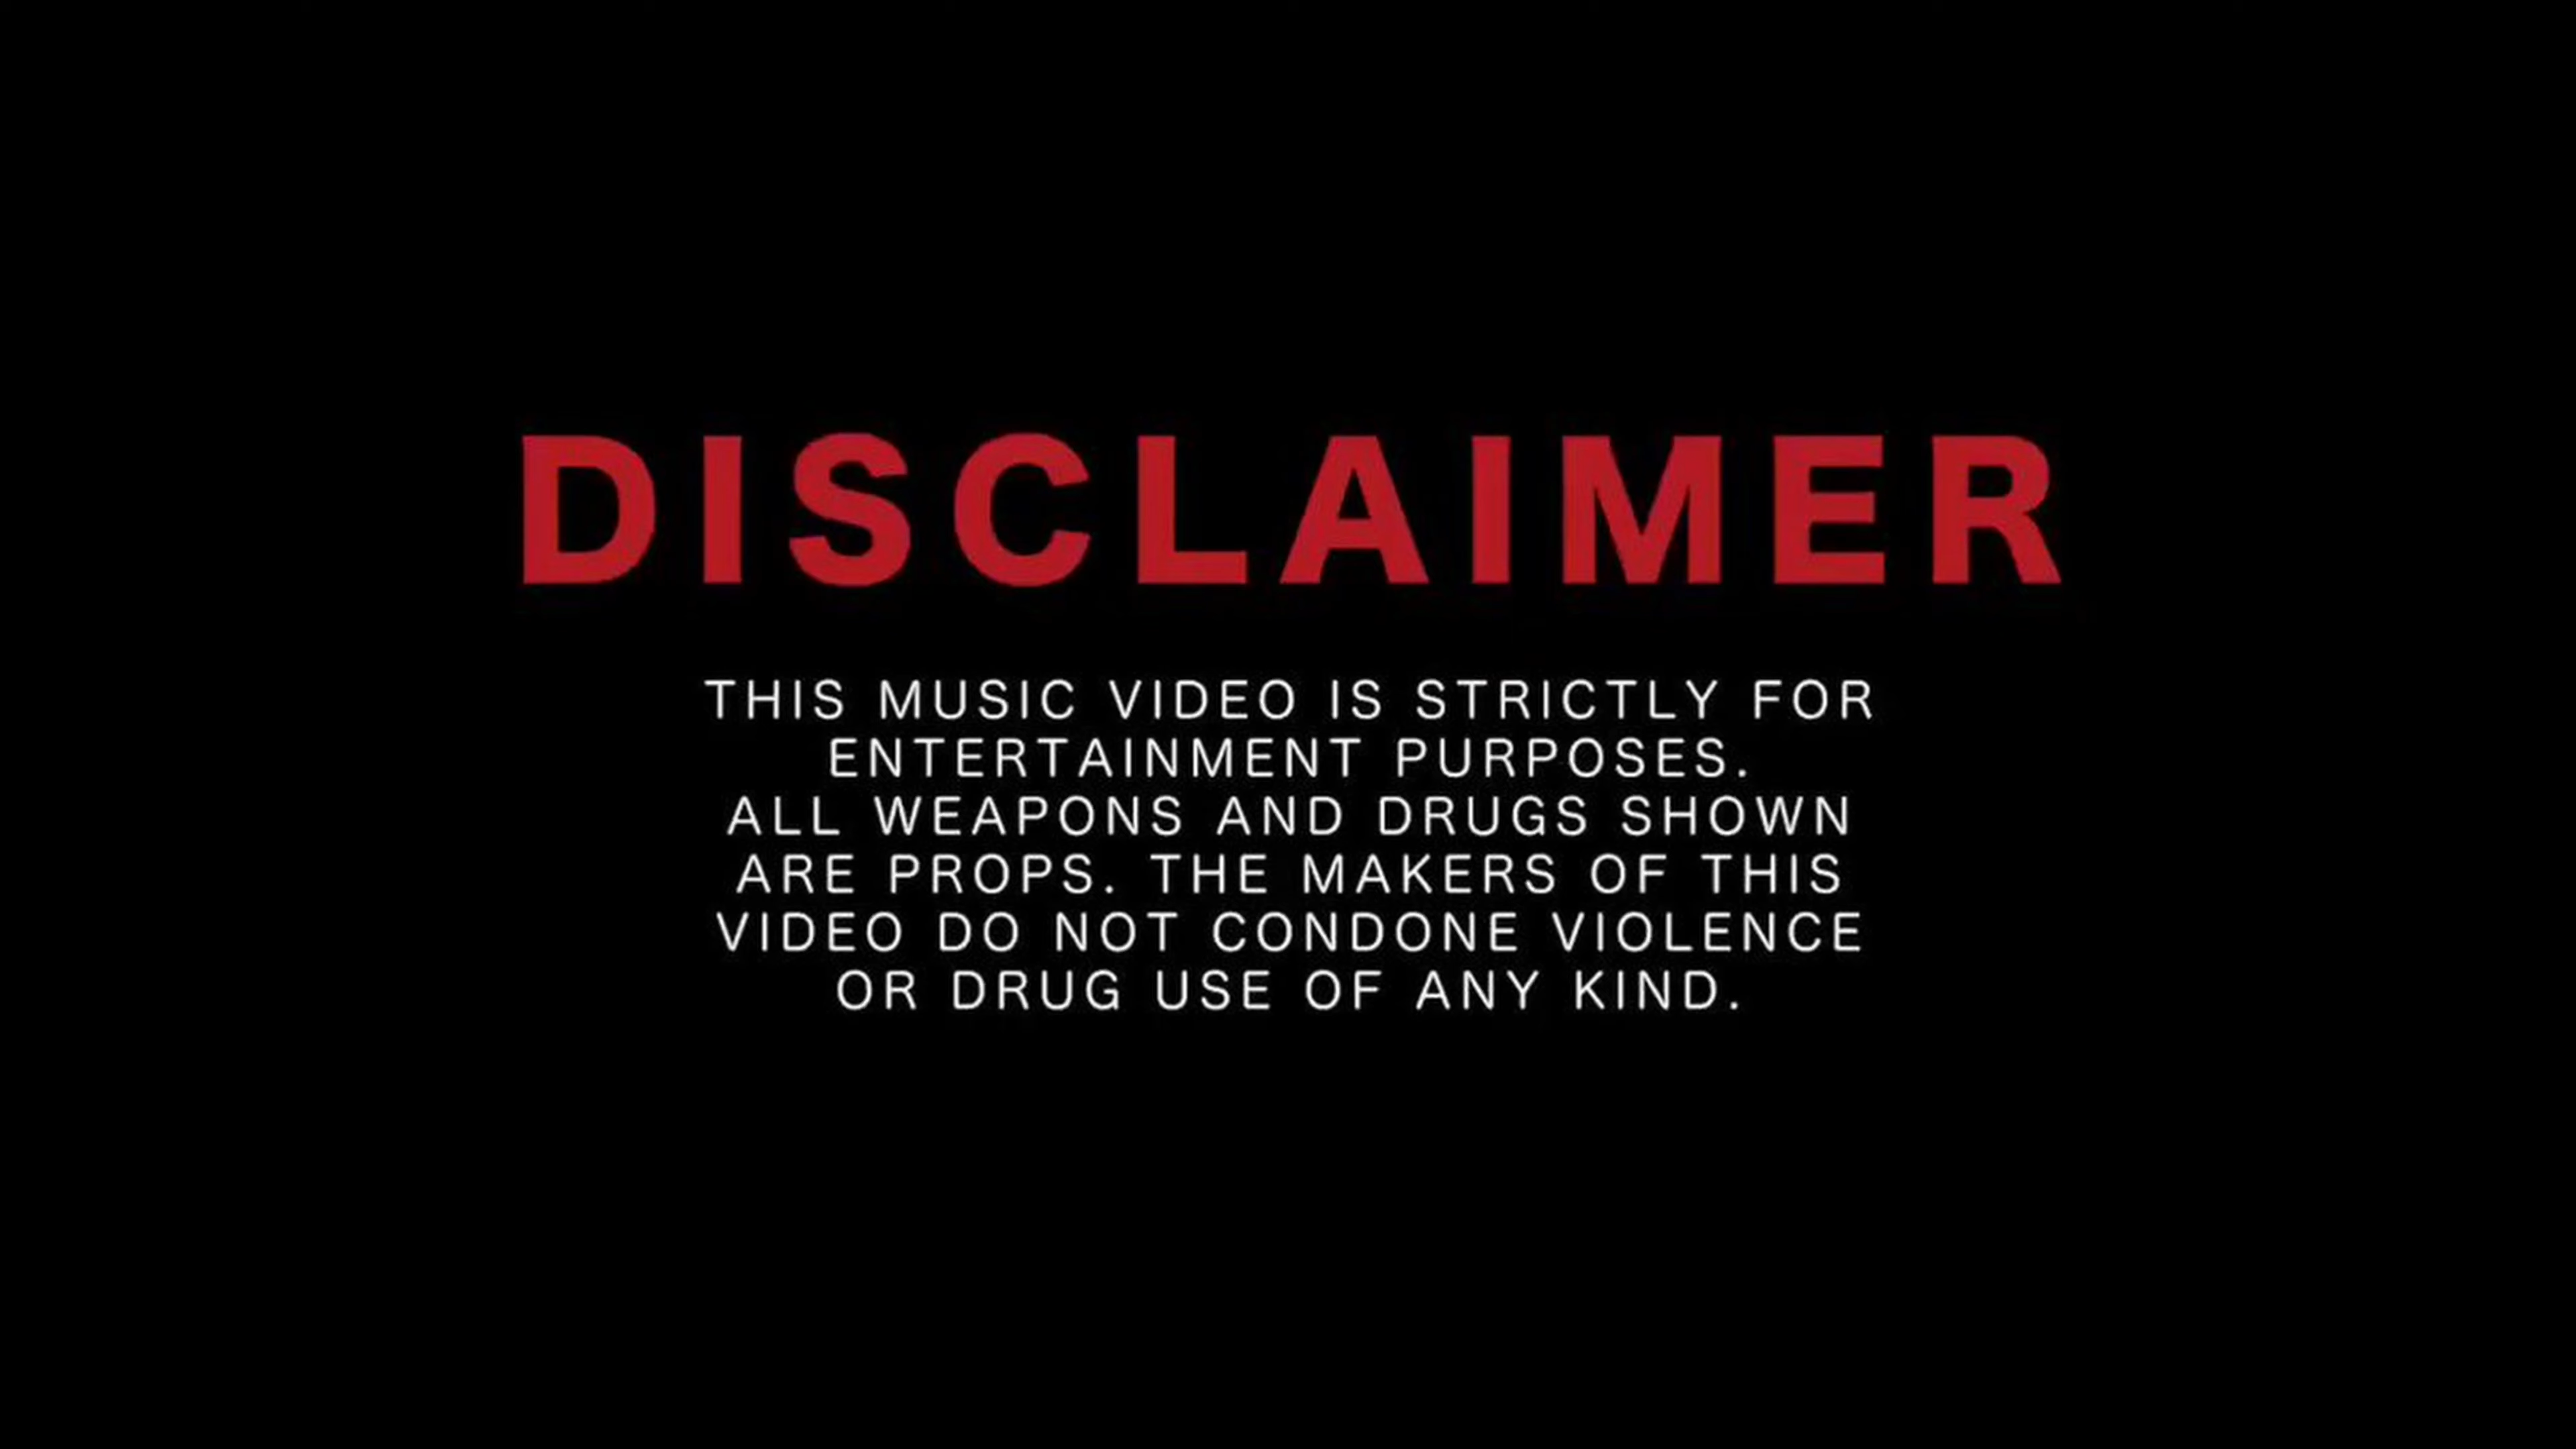 DISCLAIMER
THIS MUSIC VIDEO IS STRICTLY FOR
ENTERTAINMENT PURPOSES.
ALL WEAPONS AND DRUGS SHOWN
ARE PROPS. THE MAKERS OF THIS
VIDEO DO NOT CONDONE VIOLENCE
OR DRUG USE OF ANY KIND.